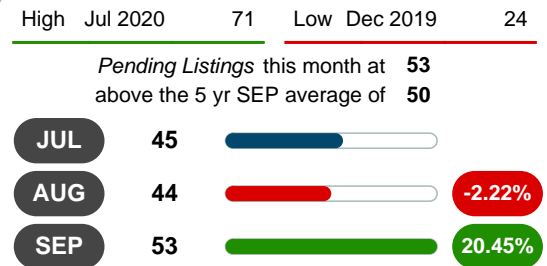 High Jul 2020 71 Low Dec 2019 24
Pending Listings this month at 53
above the 5 yr SEP average of 50
JUL 45
AUG 44 -2.22%
SEP 53 20.45%